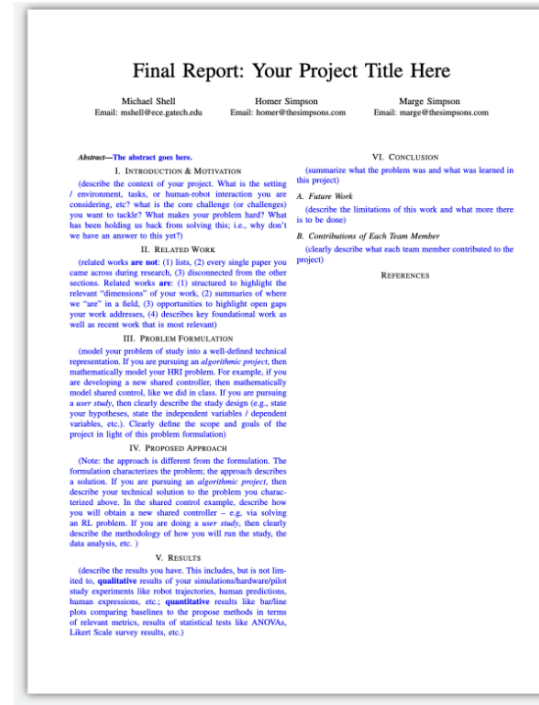 Final Report: Your Project Title Here
Michael Shell
Email: mshell@ece.gatech.edu
Homer Simpson
Email: homer@thesimpsons.com
Marge Simpson
Email: marge@thesimpsons.com
Abstract—The abstract goes here.
I. Introduction & Motivation
(describe the context of your project. What is the setting
/ environment, tasks, or human-robot interaction you are
considering, etc? what is the core challenge (or challenges)
you want to tackle? What makes your problem hard? What
has been holding us back from solving this; i.e., why don't
we have an answer to this yet?)
II. Related Work
(related works are not: (1) lists, (2) every single paper you
came across during research, (3) disconnected from the other
sections. Related works are: (1) structured to highlight the
relevant "dimensions" of your work, (2) summaries of where
we "are" in a field, (3) opportunities to highlight open gaps
your work addresses, (4) describes key foundational work as
well as recent work that is most relevant)
III. Problem Formulation
(model your problem of study into a well-defined technical
representation. If you are pursuing an algorithmic project, then
mathematically model your HRI problem. For example, if you
are developing a new shared controller, then mathematically
model shared control, like we did in class. If you are pursuing
a user study, then clearly describe the study design (e.g., state
your hypotheses, state the independent variables / dependent
variables, etc.). Clearly define the scope and goals of the
project in light of this problem formulation)
IV. Proposed Approach
(Note: the approach is different from the formulation. The
formulation characterizes the problem; the approach describes
a solution. If you are pursuing an algorithmic project, then
describe your technical solution to the problem you charac-
terized above. In the shared control example, describe how
you will obtain a new shared controller – e.g, via solving
an RL problem. If you are doing a user study, then clearly
describe the methodology of how you will run the study, the
data analysis, etc. )
V. Results
(describe the results you have. This includes, but is not lim-
ited to, qualitative results of your simulations/hardware/pilot
study experiments like robot trajectories, human predictions,
human expressions, etc.; quantitative results like bar/line
plots comparing baselines to the propose methods in terms
of relevant metrics, results of statistical tests like ANOVAs,
Likert Scale survey results, etc.)
VI. Conclusion
(summarize what the problem was and what was learned in
this project)
A. Future Work
(describe the limitations of this work and what more there
is to be done)
B. Contributions of Each Team Member
(clearly describe what each team member contributed to the
project)
References